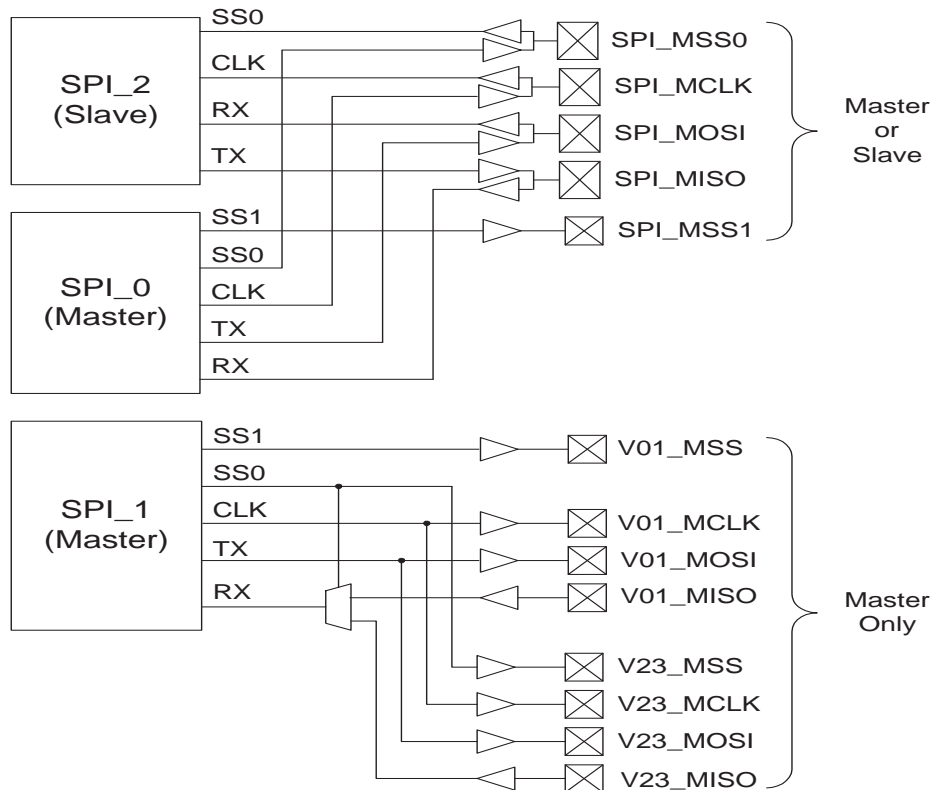 SS0
SPI_MSS0
CLK
SPI_2
(Slave)
SPI_MCLK
RX
SPI_MOSI
TX
SPI_MISO
Master
or
Slave
SS1
SPI_MSS1
SS0
SPI_0
(Master)
CLK
TX
RX
SS1
V01_MSS
SS0
SPI_1
(Master)
CLK
V01_MCLK
TX
V01_MOSI
RX
V01_MISO
Master
Only
V23_MSS
V23_MCLK
V23_MOSI
V23_MISO